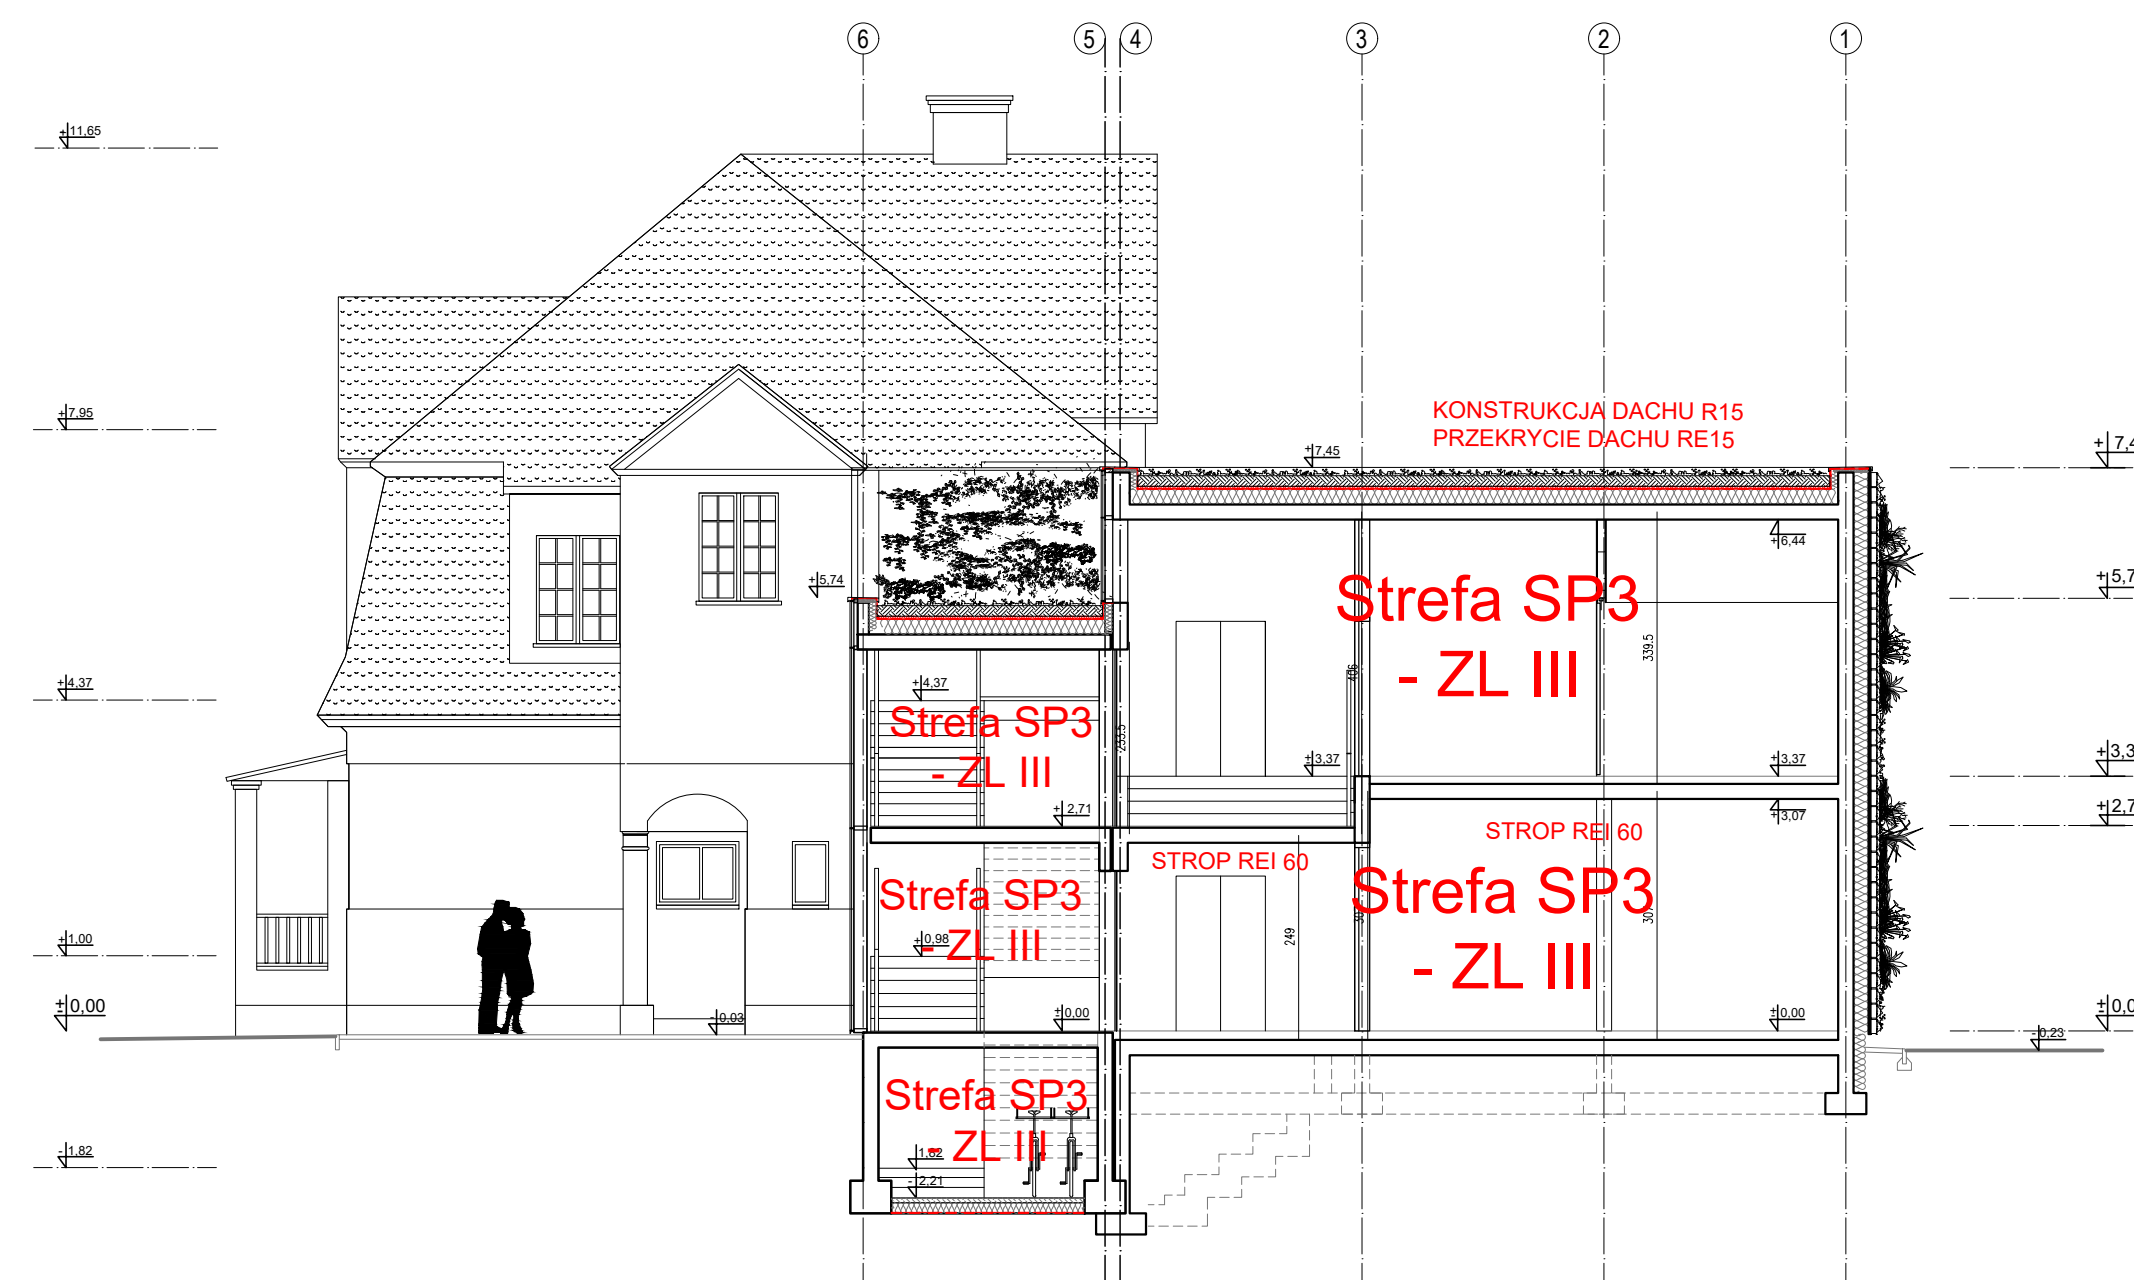 6
5
4
3
2
1
+11,65
+7,95
+7,45
KONSTRUKCJA DACHU R15
PRZEKRYCIE DACHU RE15
+6,44
+5,74
Strefa SP3
- ZL III
339.5
406
+4,37
+4,37
Strefa SP3
- ZL III
233.5
+3,37
+3,37
+2,71
+3,07
STROP REI 60
STROP REI 60
Strefa SP3
- ZL III
Strefa SP3
- ZL III
249
+1,00
+0,98
±0,00
±0,00
±0,00
-0,03
-0,23
Strefa SP3
- ZL III
-1,82
-2,21